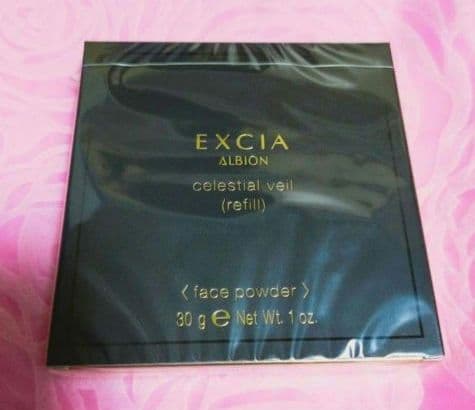 EXCIA
ALBION
celestial veil
(refill)
〈 face powder 〉
30 g ℮ Net Wt. 1 oz.